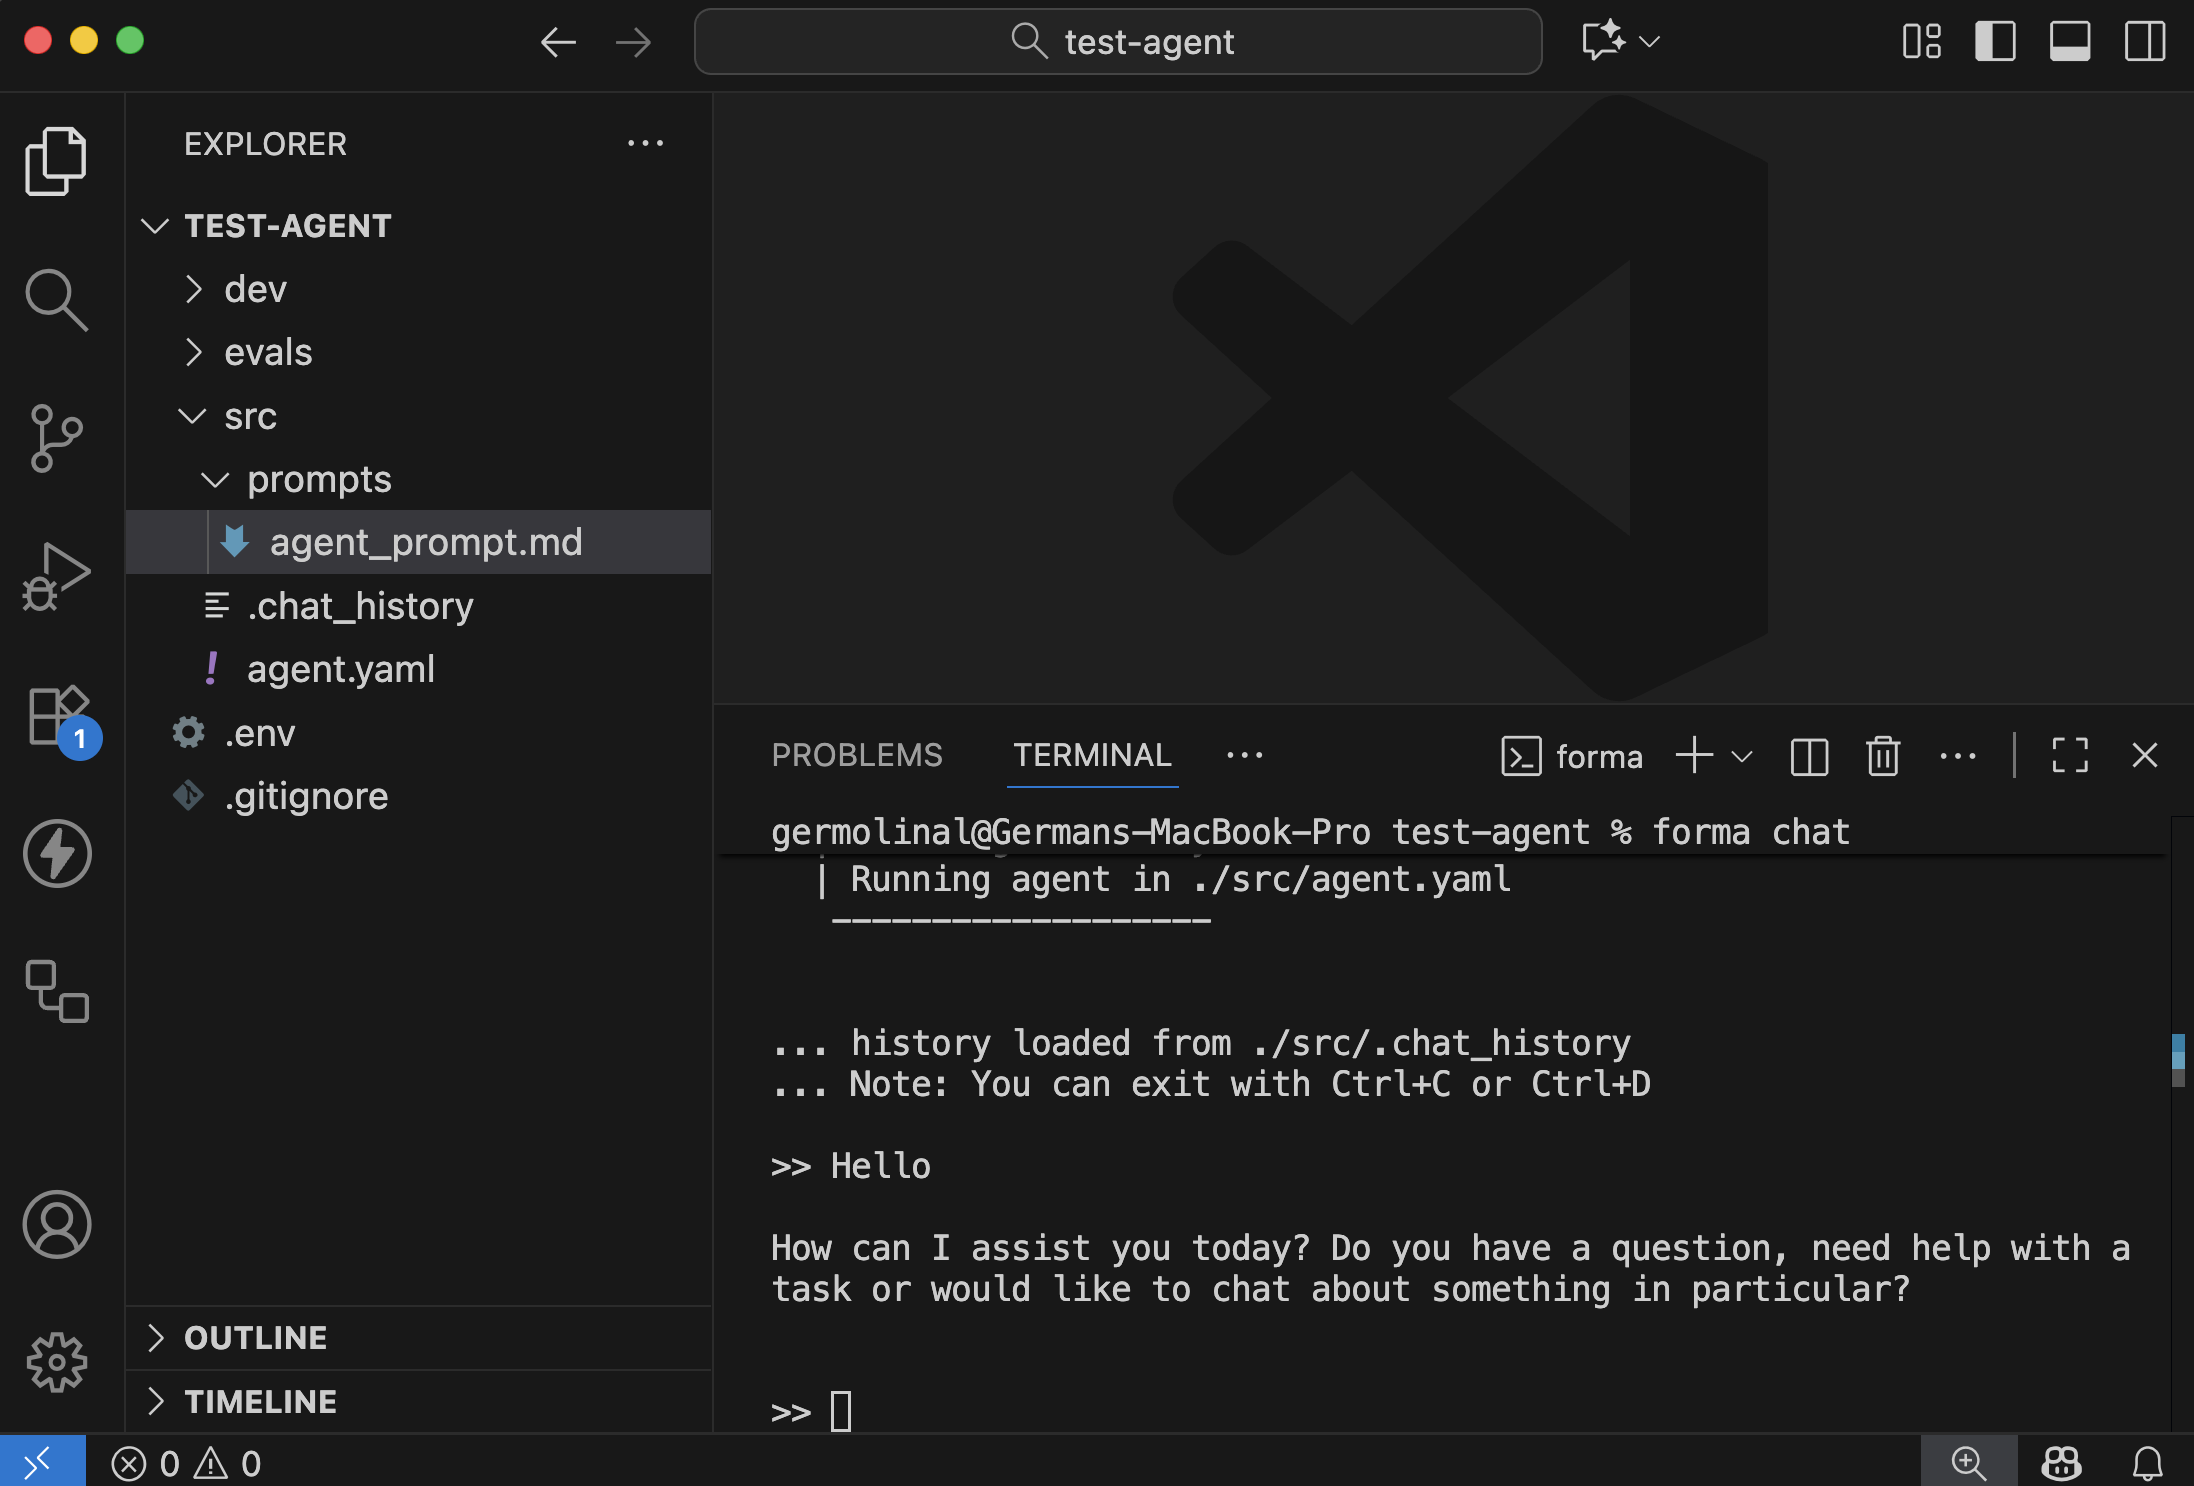 test-agent
EXPLORER
TEST-AGENT
dev
evals
src
prompts
agent_prompt.md
.chat_history
! agent.yaml
.env
.gitignore
1
OUTLINE
TIMELINE
PROBLEMS
TERMINAL
forma
germolinal@Germans-MacBook-Pro test-agent % forma chat
| Running agent in ./src/agent.yaml
-------------------
... history loaded from ./src/.chat_history
... Note: You can exit with Ctrl+C or Ctrl+D
>> Hello
How can I assist you today? Do you have a question, need help with a
task or would like to chat about something in particular?
>>
0 0